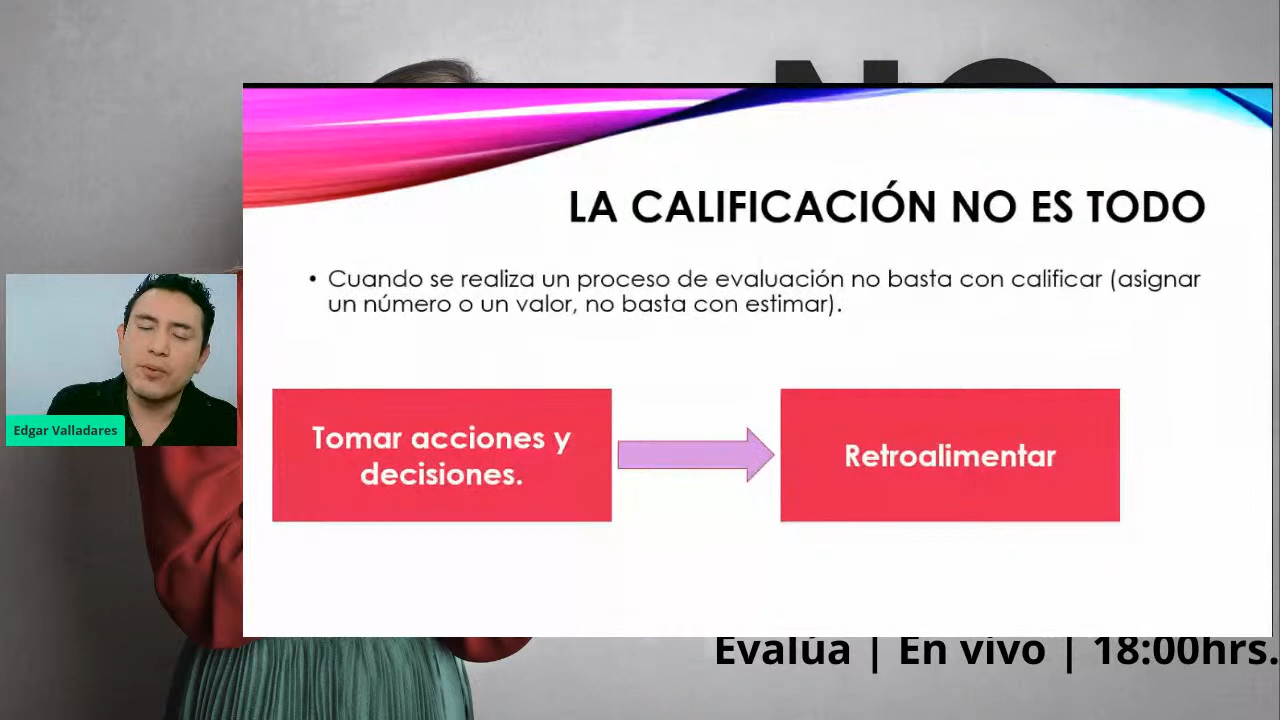 NO
LA CALIFICACIÓN NO ES TODO
• Cuando se realiza un proceso de evaluación no basta con calificar (asignar
un número o un valor, no basta con estimar).
Tomar acciones y
decisiones.
Retroalimentar
Edgar Valladares
Evalúa | En vivo | 18:00hrs.